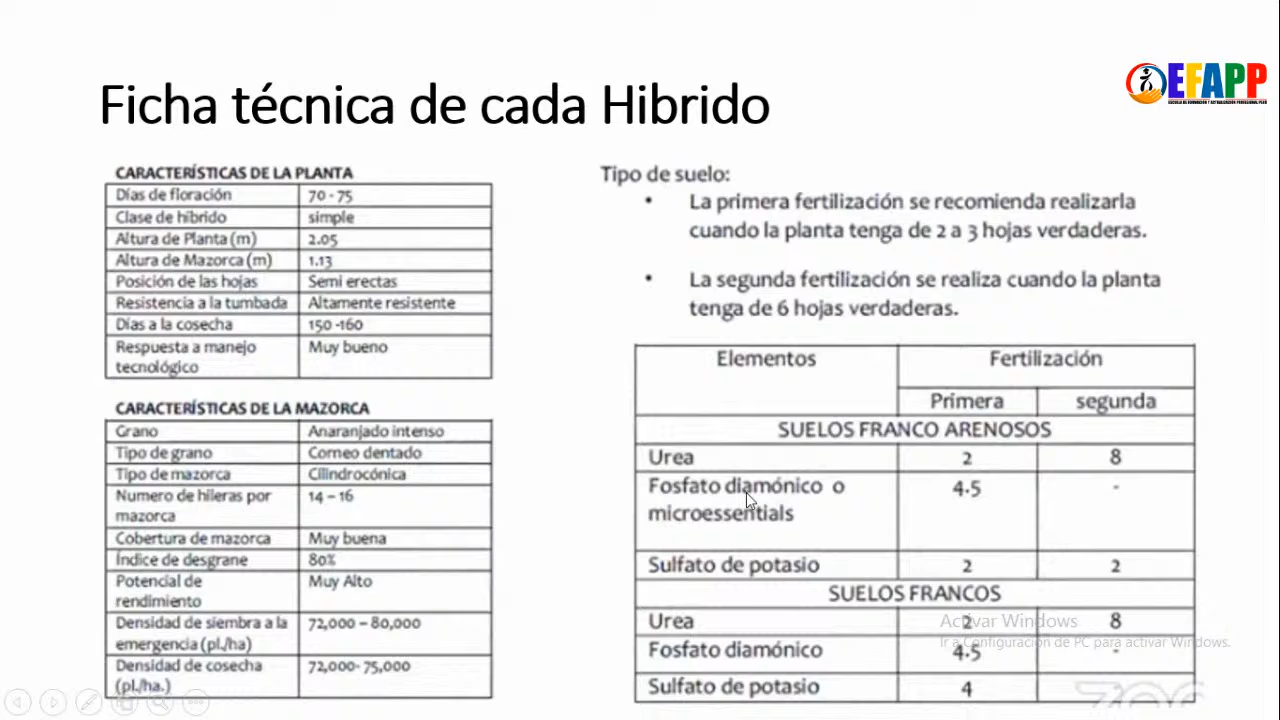 EFAPP
ESCUELA DE FORMACIÓN Y ACTUALIZACIÓN PROFESIONAL PERÚ
Ficha técnica de cada Hibrido
CARACTERÍSTICAS DE LA PLANTA
Días de floración 70 - 75
Clase de híbrido simple
Altura de Planta (m) 2.05
Altura de Mazorca (m) 1.13
Posición de las hojas Semi erectas
Resistencia a la tumbada Altamente resistente
Días a la cosecha 150 -160
Respuesta a manejo Muy bueno
tecnológico
CARACTERÍSTICAS DE LA MAZORCA
Grano Anaranjado intenso
Tipo de grano Corneo dentado
Tipo de mazorca Cilindrocónica
Numero de hileras por 14 – 16
mazorca
Cobertura de mazorca Muy buena
Índice de desgrane 80%
Potencial de Muy Alto
rendimiento
Densidad de siembra a la 72,000 – 80,000
emergencia (pl./ha)
Densidad de cosecha 72,000- 75,000
(pl./ha.)
Tipo de suelo:
• La primera fertilización se recomienda realizarla
cuando la planta tenga de 2 a 3 hojas verdaderas.
• La segunda fertilización se realiza cuando la planta
tenga de 6 hojas verdaderas.
Elementos Fertilización
Primera segunda
SUELOS FRANCO ARENOSOS
Urea 2 8
Fosfato diamónico o 4.5 -
microessentials
Sulfato de potasio 2 2
SUELOS FRANCOS
Urea 2 8
Fosfato diamónico 4.5 -
Sulfato de potasio 4
Activar Windows
Ir a Configuración de PC para activar Windows.